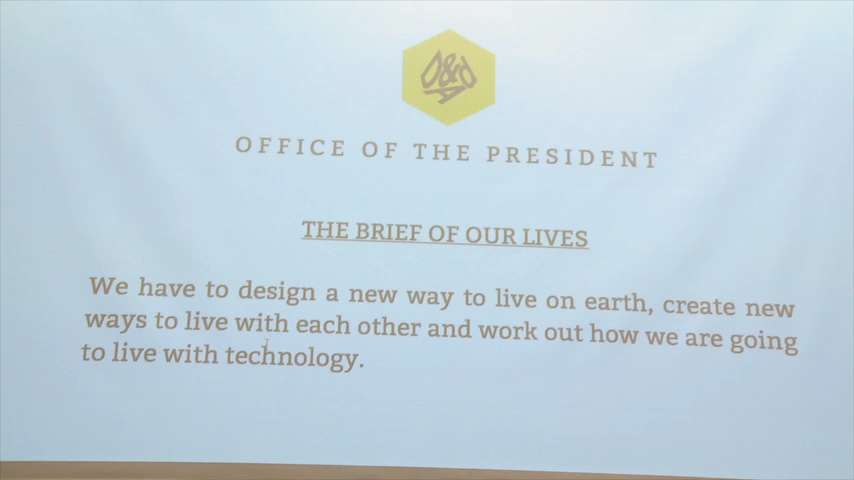 D&AD
OFFICE OF THE PRESIDENT
THE BRIEF OF OUR LIVES
We have to design a new way to live on earth, create new
ways to live with each other and work out how we are going
to live with technology.